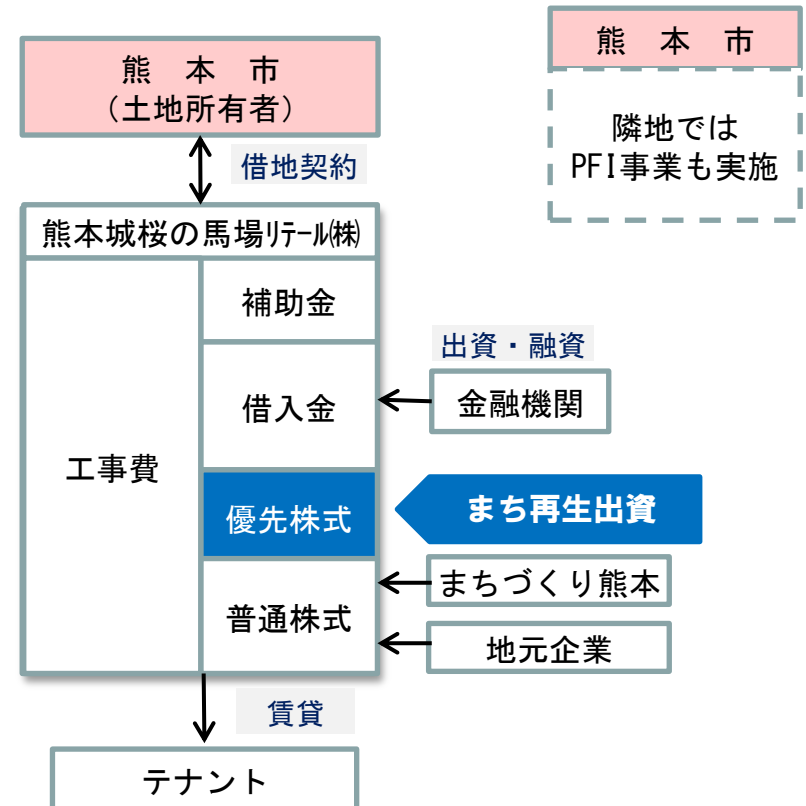 熊 本 市
(土地所有者)
借地契約
熊本城桜の馬場ﾘﾃｰﾙ㈱
工事費
補助金
借入金
優先株式
普通株式
出資・融資
金融機関
まち再生出資
まちづくり熊本
地元企業
賃貸
テナント
熊 本 市
隣地では
PFI事業も実施